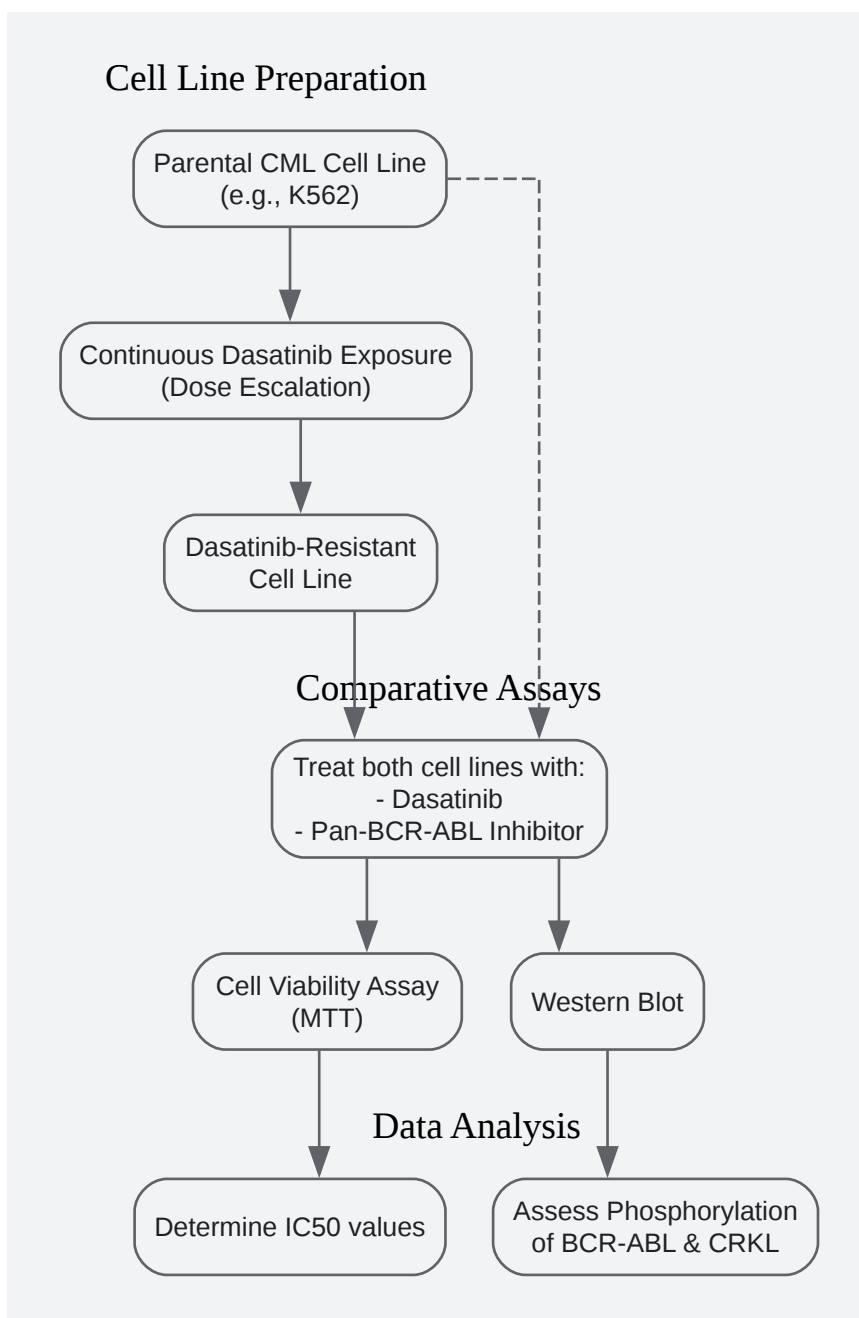 Cell Line Preparation
Parental CML Cell Line
(e.g., K562)
Continuous Dasatinib Exposure
(Dose Escalation)
Dasatinib-Resistant
Cell Line
Comparative Assays
Treat both cell lines with:
- Dasatinib
- Pan-BCR-ABL Inhibitor
Cell Viability Assay
(MTT)
Western Blot
Data Analysis
Determine IC50 values
Assess Phosphorylation
of BCR-ABL & CRKL